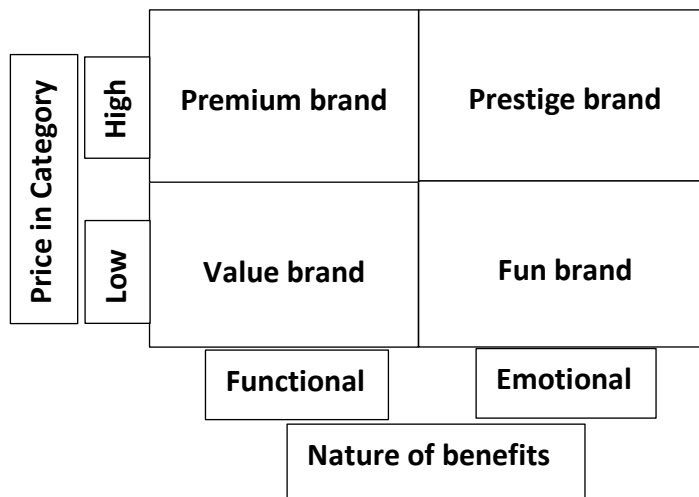 Price in Category
High
Premium brand
Prestige brand
Low
Value brand
Fun brand
Functional
Emotional
Nature of benefits